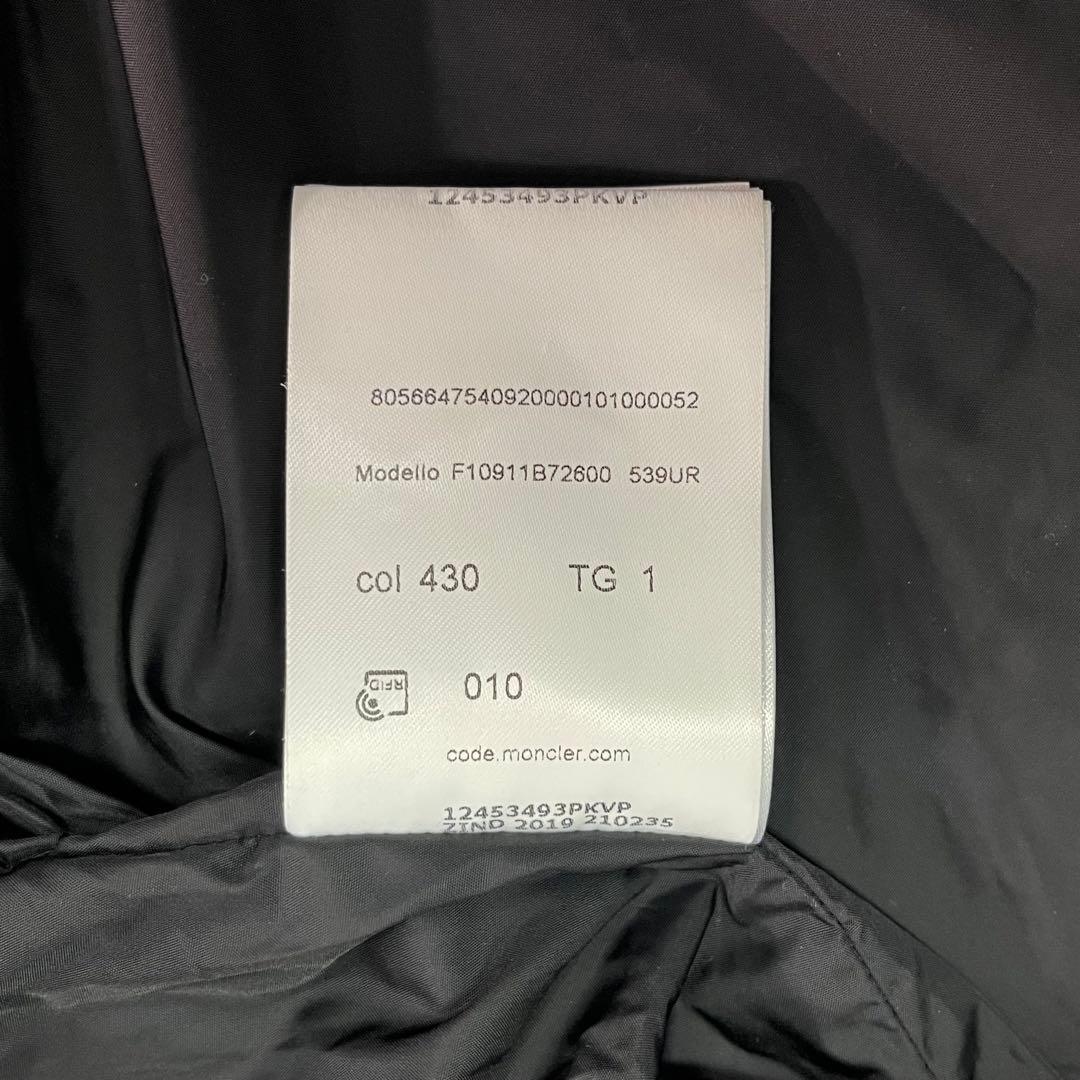 12453493PKVP
8056647540920000101000052
Modello F10911B72600 539UR
col 430 TG 1
RFID 010
code.moncler.com
12453493PKVP
ZIND 2019 210235